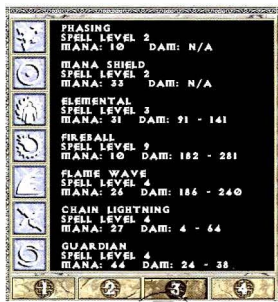 PHASING
SPELL LEVEL 2
MANA: 10 DAM: N/A
MANA SHIELD
SPELL LEVEL 2
MANA: 33 DAM: N/A
ELEMENTAL
SPELL LEVEL 3
MANA: 31 DAM: 91 - 141
FIREBALL
SPELL LEVEL 9
MANA: 10 DAM: 182 - 281
FLAME WAVE
SPELL LEVEL 4
MANA: 26 DAM: 186 - 240
CHAIN LIGHTNING
SPELL LEVEL 4
MANA: 27 DAM: 4 - 64
GUARDIAN
SPELL LEVEL 4
MANA: 44 DAM: 24 - 38
1 2 3 4